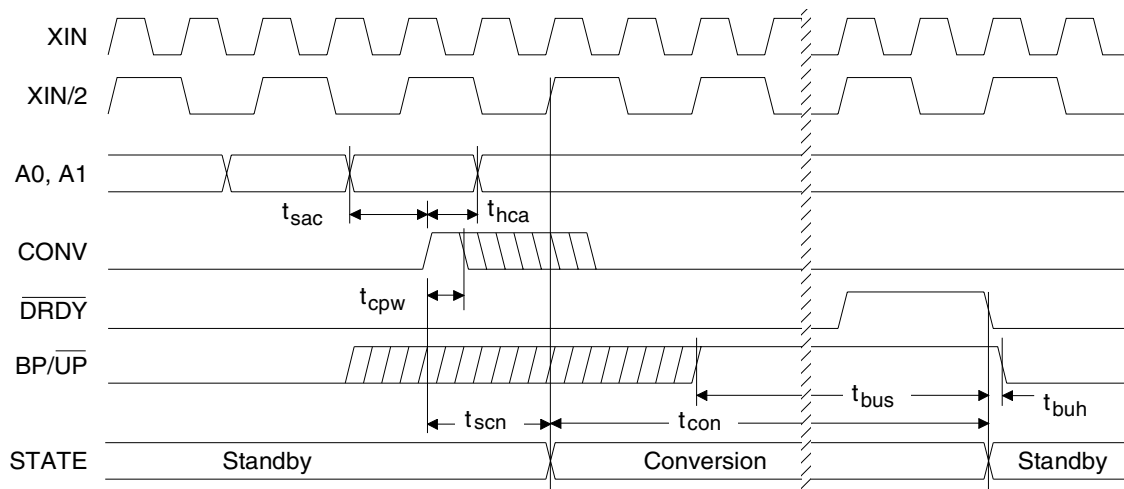 XIN
XIN/2
A0, A1
t_sac t_hca
CONV
t_cpw
DRDY
BP/UP
t_bus t_buh
t_scn t_con
STATE Standby Conversion Standby